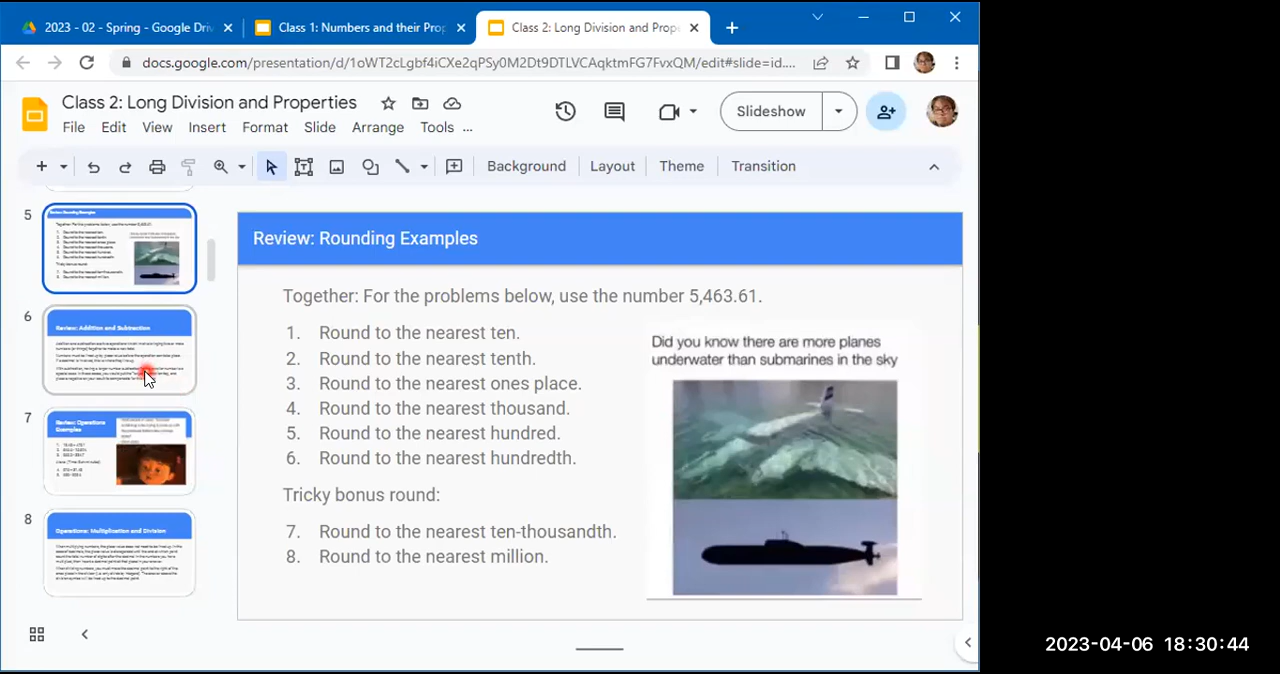 2023 - 02 - Spring - Google Driv
Class 1: Numbers and their Prop
Class 2: Long Division and Prope
docs.google.com/presentation/d/1oWT2cLgbf4iCXe2qPSy0M2Dt9DTLVCAqktmFG7FvxQM/edit#slide=id....
Class 2: Long Division and Properties
File Edit View Insert Format Slide Arrange Tools ...
Slideshow
Background Layout Theme Transition
5
Review: Rounding Examples
6
Review: Addition and Subtraction
7
Review: Operations
Examples
8
Operations: Multiplication and Division
Review: Rounding Examples
Together: For the problems below, use the number 5,463.61.
1. Round to the nearest ten.
2. Round to the nearest tenth.
3. Round to the nearest ones place.
4. Round to the nearest thousand.
5. Round to the nearest hundred.
6. Round to the nearest hundredth.
Tricky bonus round:
7. Round to the nearest ten-thousandth.
8. Round to the nearest million.
Did you know there are more planes
underwater than submarines in the sky
2023-04-06 18:30:44